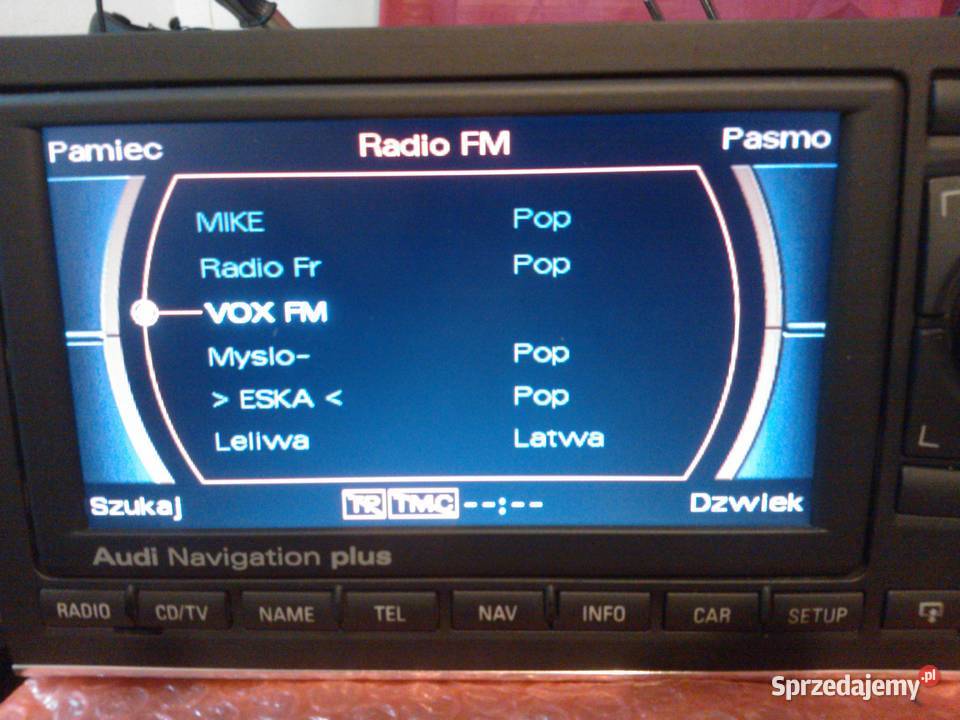 Pamiec Radio FM Pasmo
MIKE Pop
Radio Fr Pop
VOX FM
Myslo- Pop
> ESKA < Pop
Leliwa Latwa
Szukaj TP TMC --:-- Dzwiek
Audi Navigation plus
RADIO CD/TV NAME TEL NAV INFO CAR SETUP
Sprzedajemy.pl